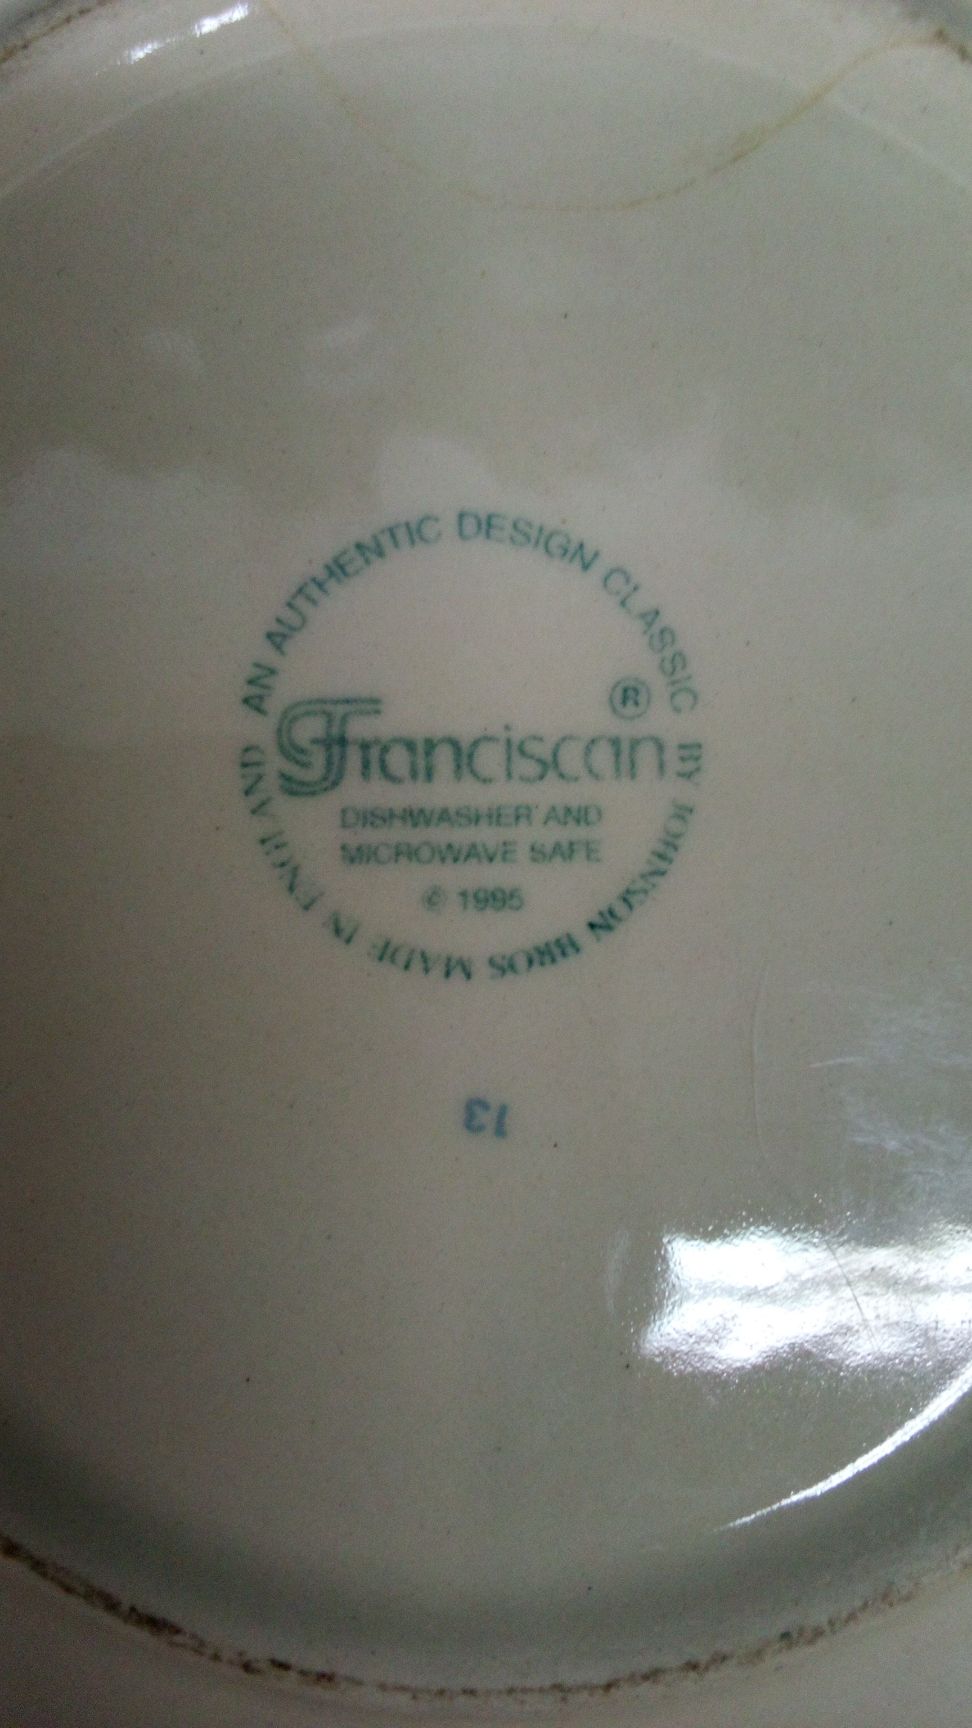 AN AUTHENTIC DESIGN CLASSIC BY JOHNSON BROS MADE IN ENGLAND
Franciscan ®
DISHWASHER AND
MICROWAVE SAFE
© 1995
13